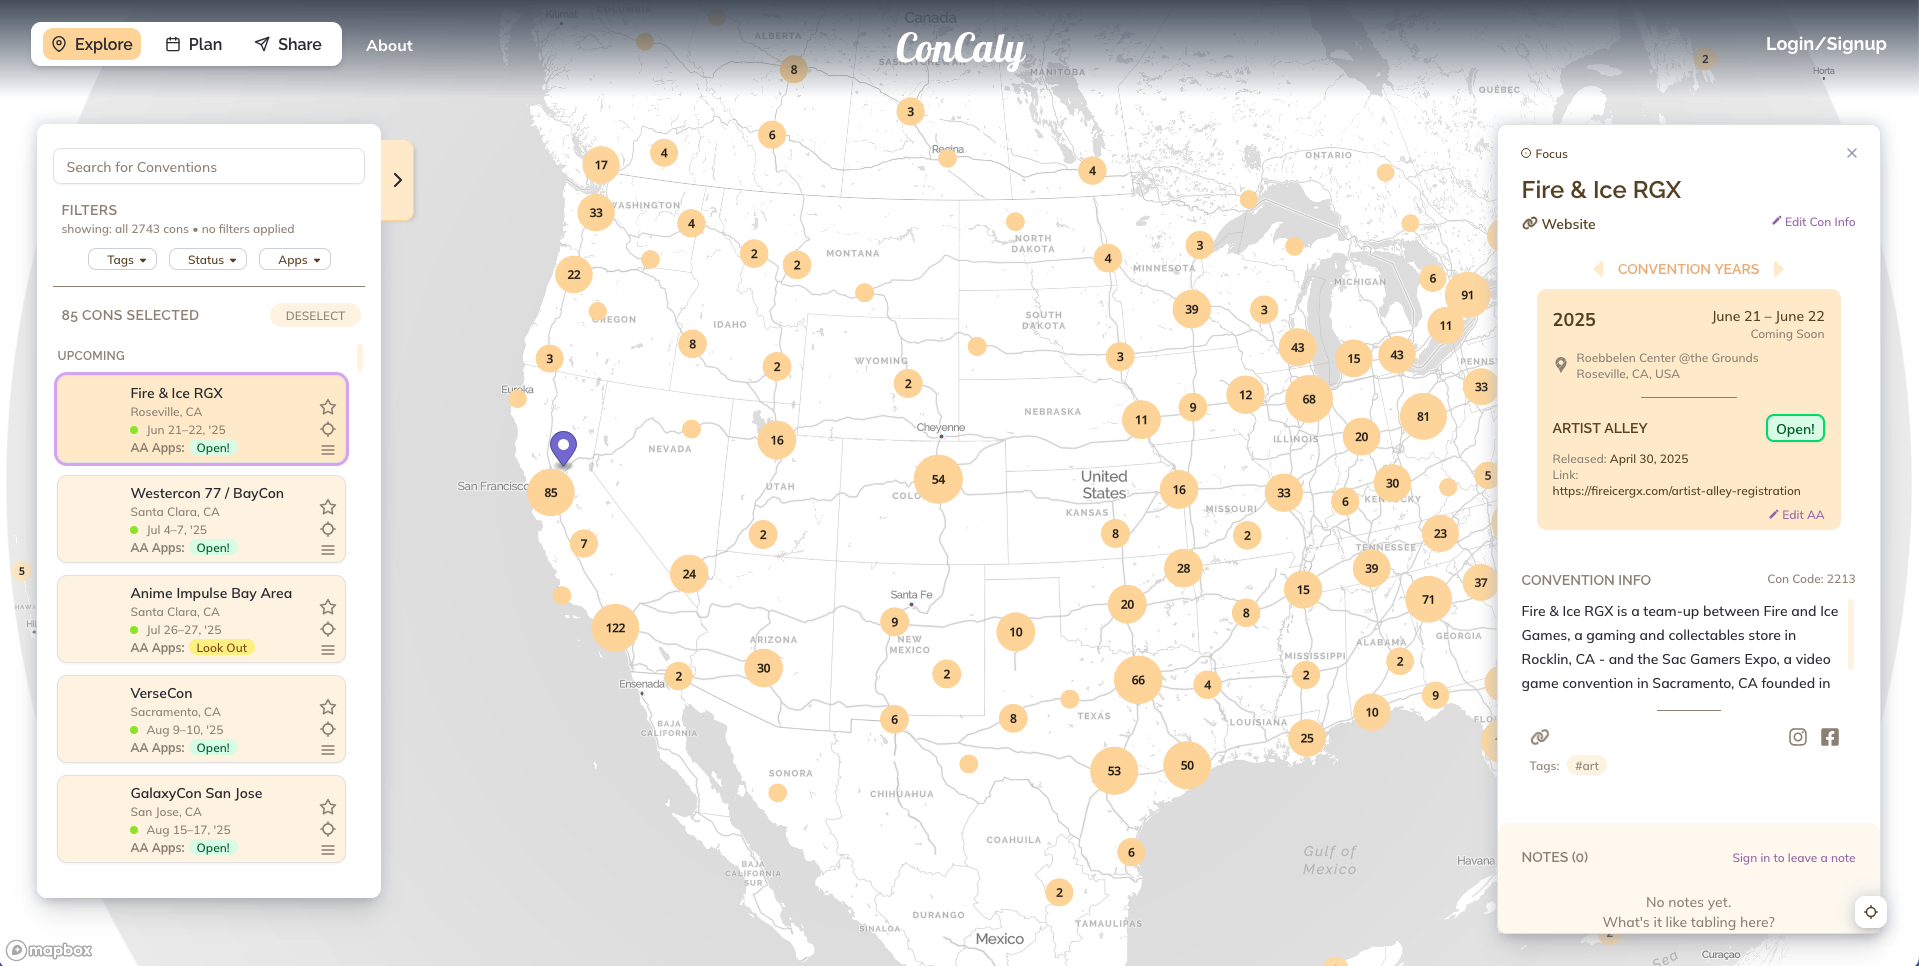 Explore
Plan
Share
About
ConCaly
Login/Signup
Search for Conventions
FILTERS
showing: all 2743 cons • no filters applied
Tags
Status
Apps
85 CONS SELECTED
DESELECT
UPCOMING
Fire & Ice RGX
Roseville, CA
Jun 21–22, '25
AA Apps: Open!
Westercon 77 / BayCon
Santa Clara, CA
Jul 4–7, '25
AA Apps: Open!
Anime Impulse Bay Area
Santa Clara, CA
Jul 26–27, '25
AA Apps: Look Out
VerseCon
Sacramento, CA
Aug 9–10, '25
AA Apps: Open!
GalaxyCon San Jose
San Jose, CA
Aug 15–17, '25
AA Apps: Open!
mapbox
Canada
ALBERTA
MANITOBA
QUÉBEC
Horta
2
8
3
6
Regina
17
4
4
ONTARIO
33
WASHINGTON
4
NORTH
DAKOTA
2
2
MONTANA
4
MINNESOTA
3
22
MICHIGAN
6
91
OREGON
IDAHO
SOUTH
DAKOTA
39
3
11
8
3
2
WYOMING
3
43
15
43
Eureka
2
33
NEBRASKA
11
9
12
68
81
Cheyenne
16
NEVADA
ILLINOIS
20
San Francisco
85
UTAH
54
United
States
KANSAS
16
33
6
30
5
MISSOURI
7
2
8
2
23
TENNESSEE
24
28
39
37
5
Santa Fe
20
15
71
8
122
ARIZONA
9
NEW
MEXICO
10
ALABAMA
GEORGIA
MISSISSIPPI
30
2
Ensenada
2
66
4
2
2
9
BAJA
CALIFORNIA
6
8
TEXAS
LOUISIANA
10
25
SONORA
CHIHUAHUA
53
50
COAHUILA
6
Gulf of
Mexico
Havana
BAJA
CALIFORNIA
SUR
2
DURANGO
SINALOA
TAMAULIPAS
Mexico
Curaçao
Sea
2
Focus
Fire & Ice RGX
Website
Edit Con Info
CONVENTION YEARS
2025
June 21 – June 22
Coming Soon
Roebbelen Center @the Grounds
Roseville, CA, USA
ARTIST ALLEY
Open!
Released: April 30, 2025
Link:
https://fireicergx.com/artist-alley-registration
Edit AA
CONVENTION INFO
Con Code: 2213
Fire & Ice RGX is a team-up between Fire and Ice
Games, a gaming and collectables store in
Rocklin, CA - and the Sac Gamers Expo, a video
game convention in Sacramento, CA founded in
Tags: #art
NOTES (0)
Sign in to leave a note
No notes yet.
What's it like tabling here?